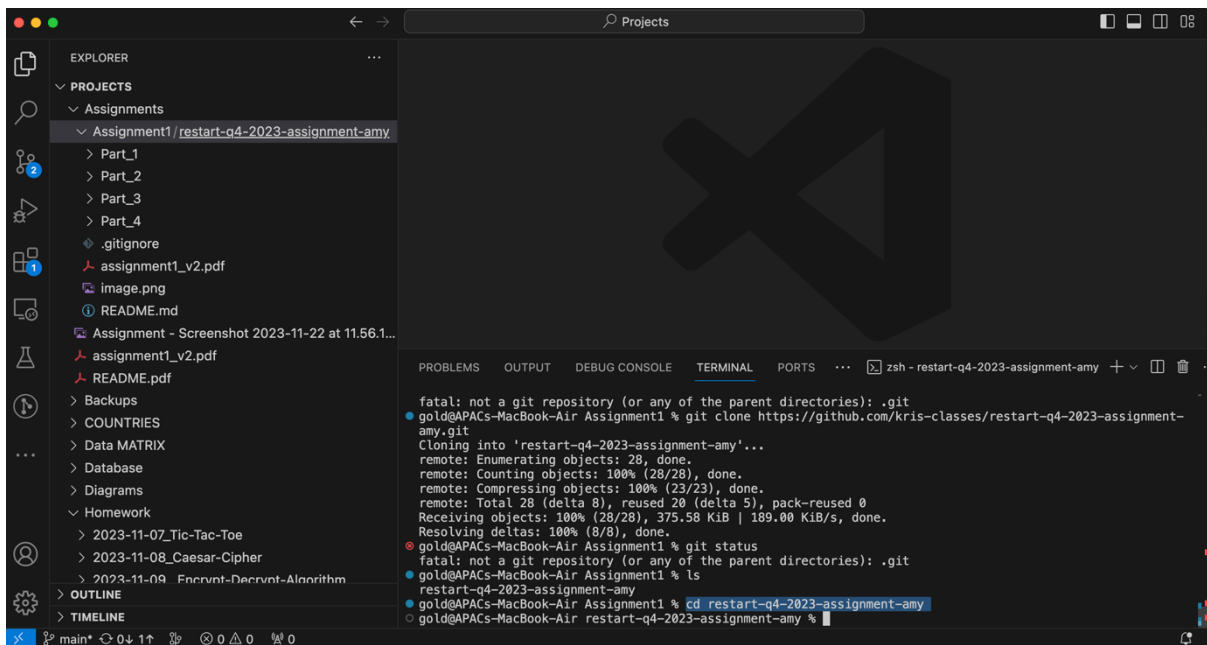 Projects
EXPLORER
PROJECTS
Assignments
Assignment1/restart-q4-2023-assignment-amy
Part_1
Part_2
Part_3
Part_4
.gitignore
assignment1_v2.pdf
image.png
README.md
Assignment - Screenshot 2023-11-22 at 11.56.1...
assignment1_v2.pdf
README.pdf
Backups
COUNTRIES
Data MATRIX
Database
Diagrams
Homework
2023-11-07_Tic-Tac-Toe
2023-11-08_Caesar-Cipher
2023-11-09_Encrypt-Decrypt-Algorithm
OUTLINE
TIMELINE
2
1
PROBLEMS OUTPUT DEBUG CONSOLE TERMINAL PORTS ... zsh - restart-q4-2023-assignment-amy
fatal: not a git repository (or any of the parent directories): .git
gold@APACs-MacBook-Air Assignment1 % git clone https://github.com/kris-classes/restart-q4-2023-assignment-
amy.git
Cloning into 'restart-q4-2023-assignment-amy'...
remote: Enumerating objects: 28, done.
remote: Counting objects: 100% (28/28), done.
remote: Compressing objects: 100% (23/23), done.
remote: Total 28 (delta 8), reused 20 (delta 5), pack-reused 0
Receiving objects: 100% (28/28), 375.58 KiB | 189.00 KiB/s, done.
Resolving deltas: 100% (8/8), done.
gold@APACs-MacBook-Air Assignment1 % git status
fatal: not a git repository (or any of the parent directories): .git
gold@APACs-MacBook-Air Assignment1 % ls
restart-q4-2023-assignment-amy
gold@APACs-MacBook-Air Assignment1 % cd restart-q4-2023-assignment-amy
gold@APACs-MacBook-Air restart-q4-2023-assignment-amy %
main* 0↓ 1↑ 0 0 0